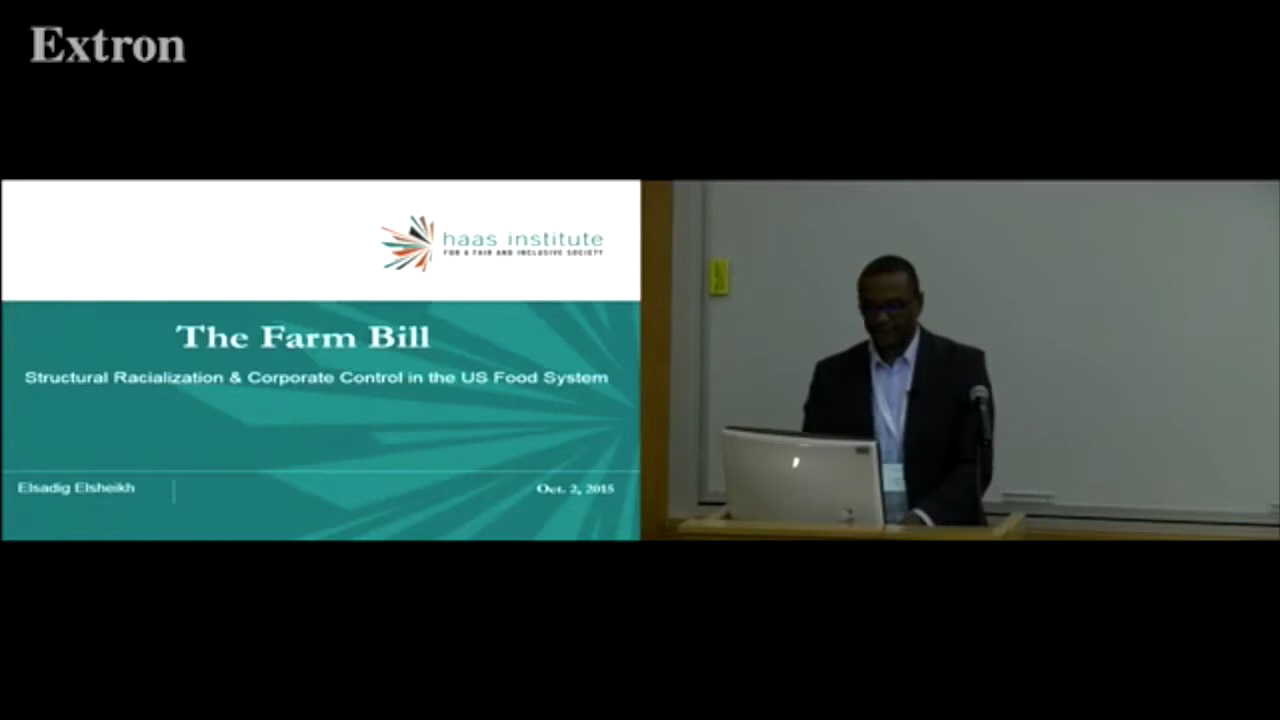 Extron
haas institute
FOR A FAIR AND INCLUSIVE SOCIETY
The Farm Bill
Structural Racialization & Corporate Control in the US Food System
Elsadig Elsheikh
Oct. 2, 2015